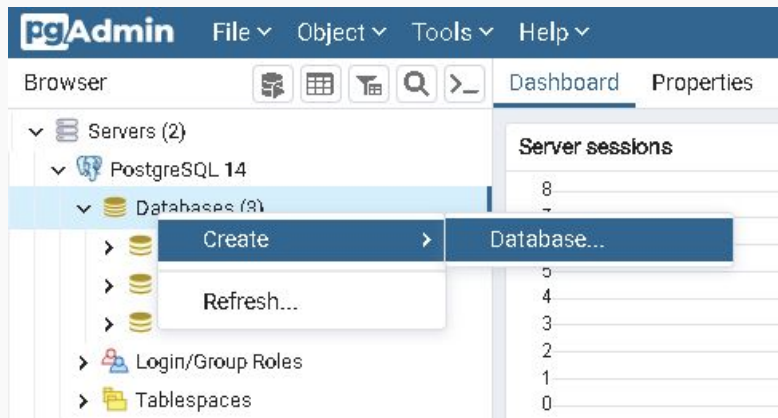 pgAdmin File Object Tools Help
Browser Dashboard Properties
Servers (2)
Server sessions
PostgreSQL 14
8
Databases (3)
Create Database...
5
4
Refresh...
3
Login/Group Roles
2
1
Tablespaces
0